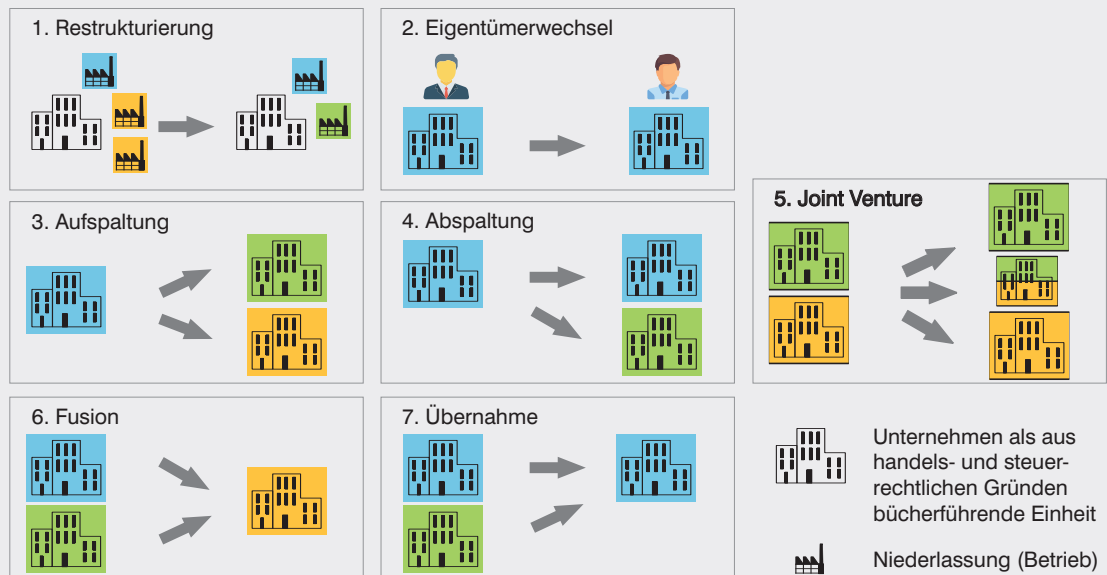 1. Restrukturierung
2. Eigentümerwechsel
3. Aufspaltung
4. Abspaltung
5. Joint Venture
6. Fusion
7. Übernahme
Unternehmen als aus
handels- und steuer-
rechtlichen Gründen
bücherführende Einheit
Niederlassung (Betrieb)